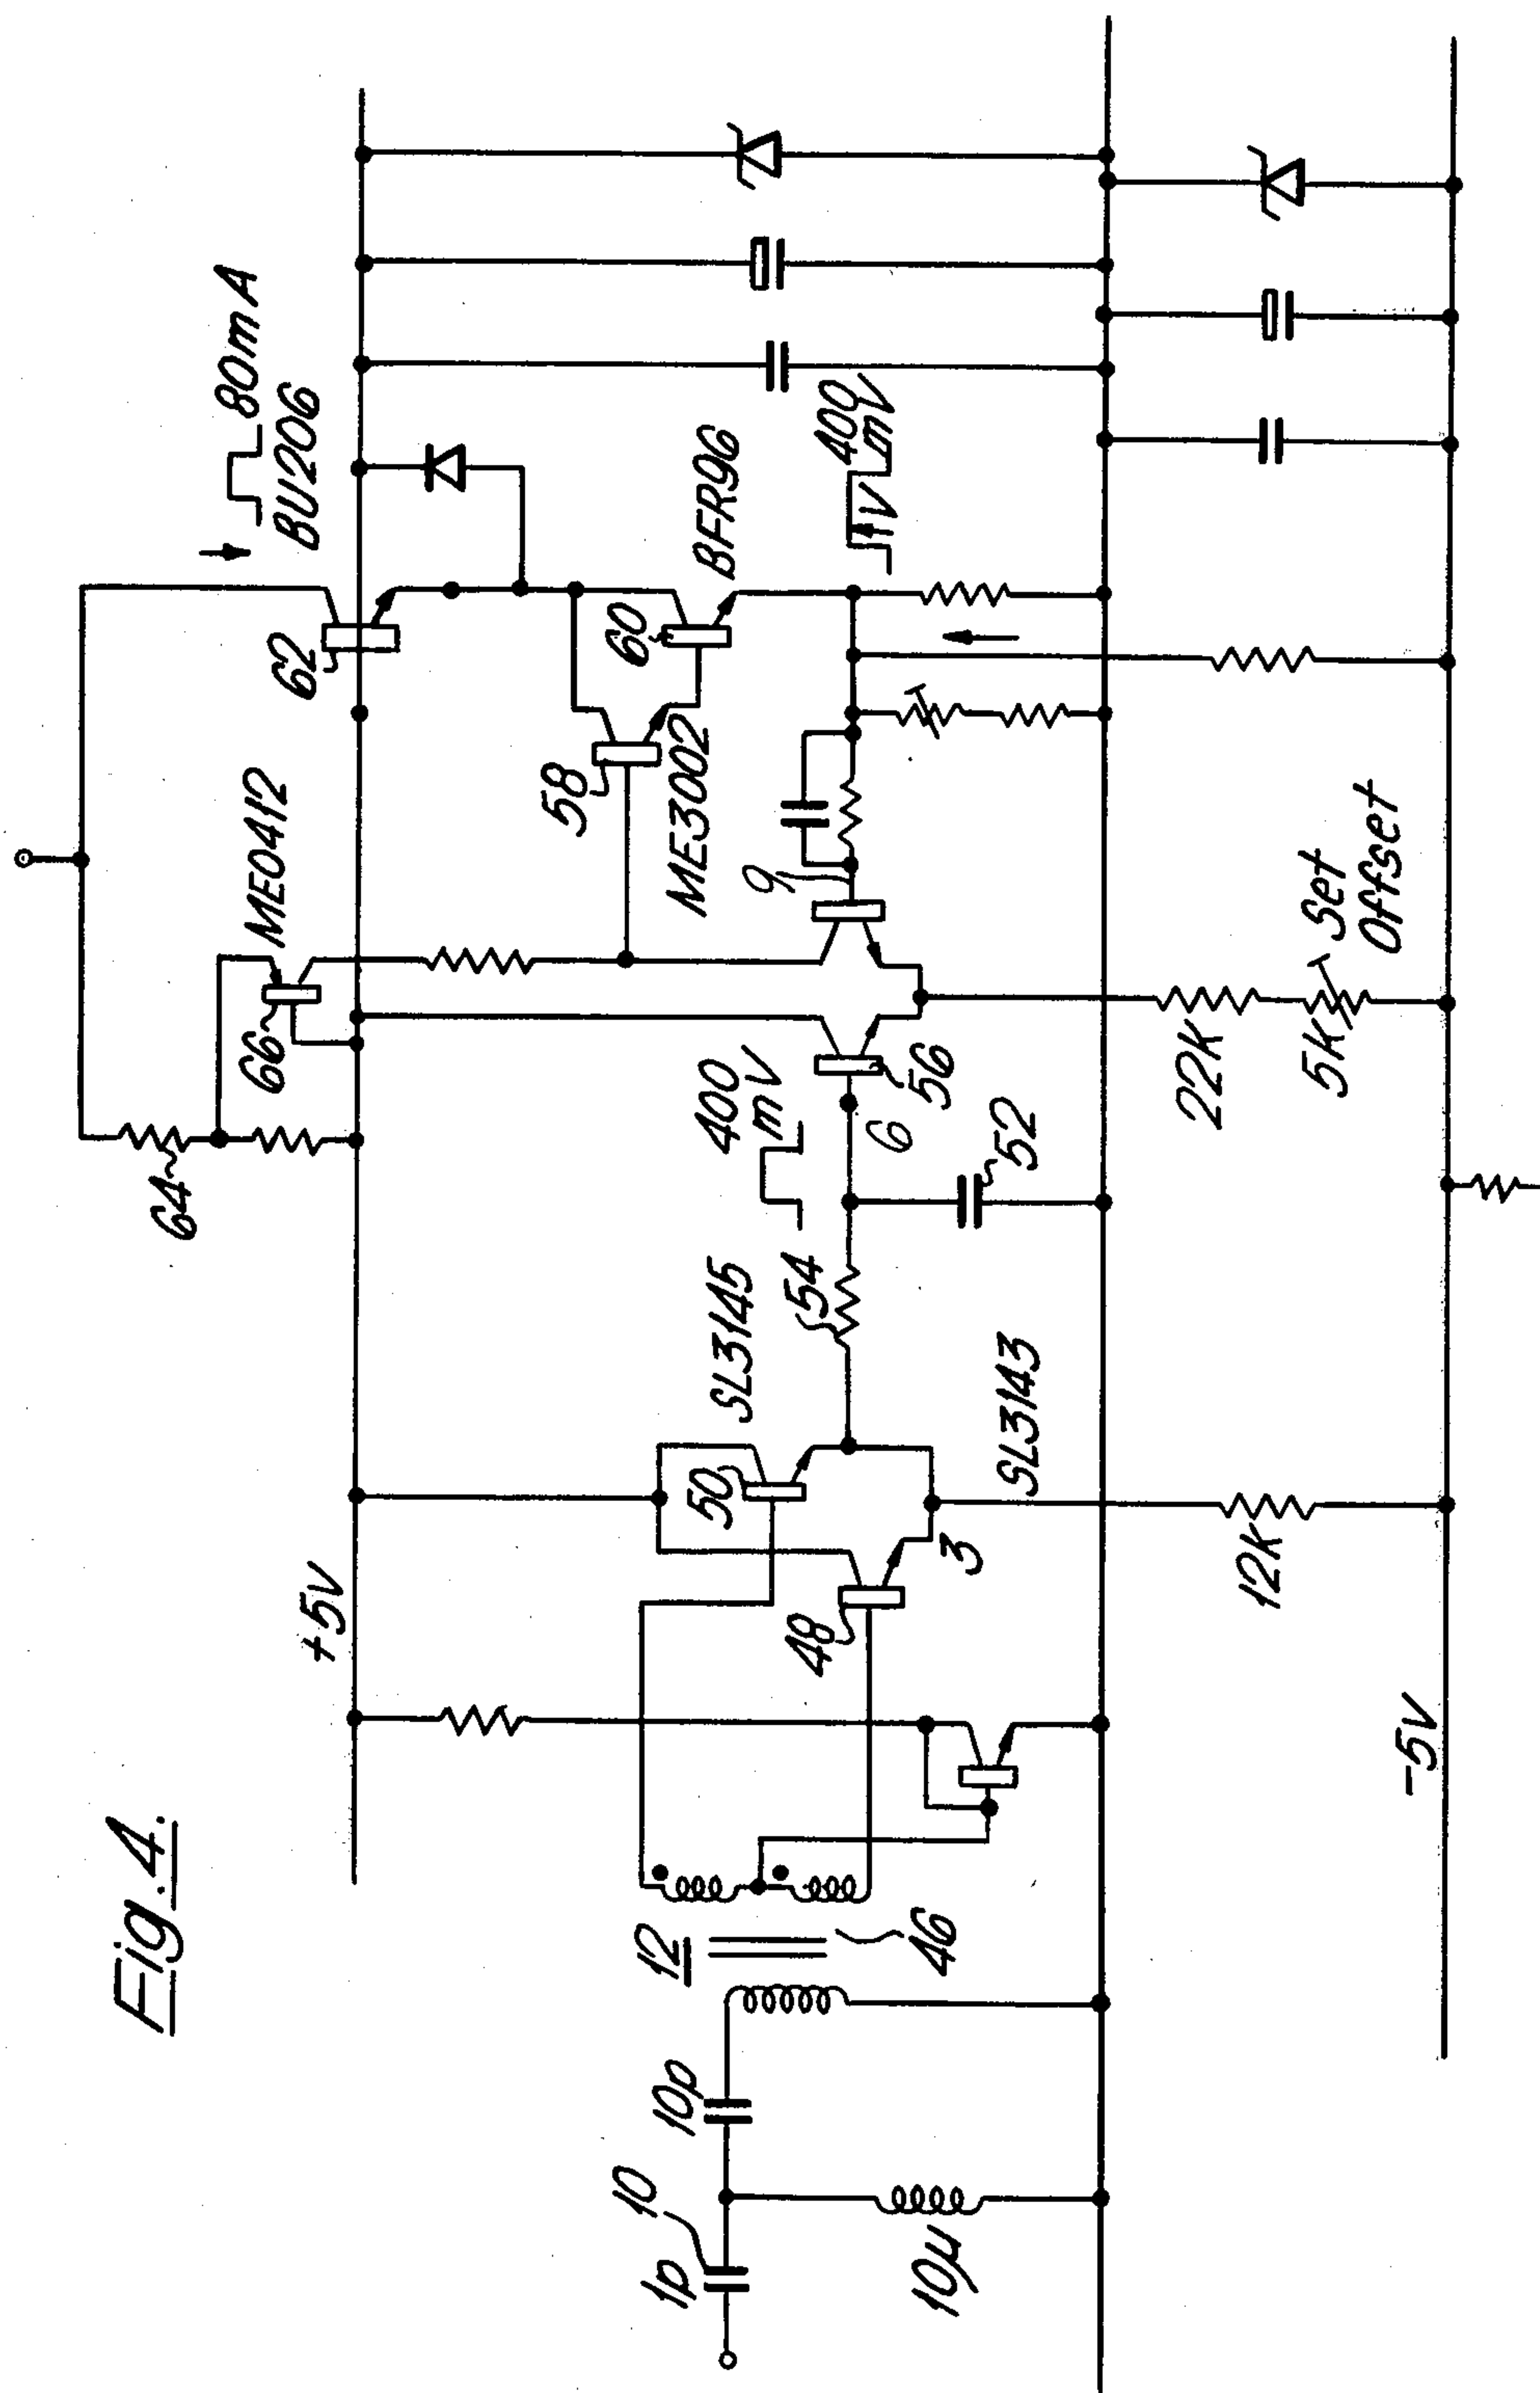 Fig. 4.
80mA
BU206
62
ME0412
66
64
+5V
58
60
BFR96
ME3002
400
mV
V
9
400
mV
56
6
52
54
SL3145
50
48
3
SL3143
12
46
10p
10
1p
10µ
12K
22K
5K
Set
Offset
-5V